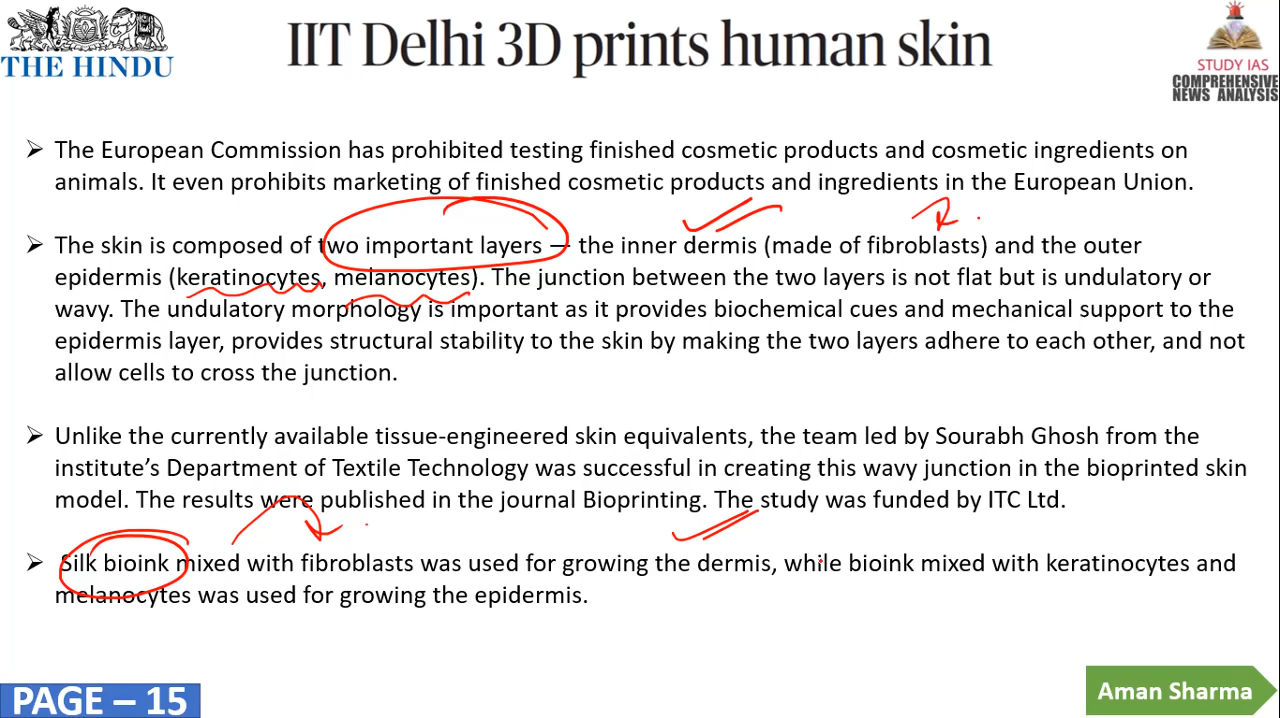 THE HINDU
IIT Delhi 3D prints human skin
STUDY IAS
COMPREHENSIVE
NEWS ANALYSIS
➢ The European Commission has prohibited testing finished cosmetic products and cosmetic ingredients on
animals. It even prohibits marketing of finished cosmetic products and ingredients in the European Union.
➢ The skin is composed of two important layers — the inner dermis (made of fibroblasts) and the outer
epidermis (keratinocytes, melanocytes). The junction between the two layers is not flat but is undulatory or
wavy. The undulatory morphology is important as it provides biochemical cues and mechanical support to the
epidermis layer, provides structural stability to the skin by making the two layers adhere to each other, and not
allow cells to cross the junction.
➢ Unlike the currently available tissue-engineered skin equivalents, the team led by Sourabh Ghosh from the
institute’s Department of Textile Technology was successful in creating this wavy junction in the bioprinted skin
model. The results were published in the journal Bioprinting. The study was funded by ITC Ltd.
➢ Silk bioink mixed with fibroblasts was used for growing the dermis, while bioink mixed with keratinocytes and
melanocytes was used for growing the epidermis.
PAGE – 15
Aman Sharma